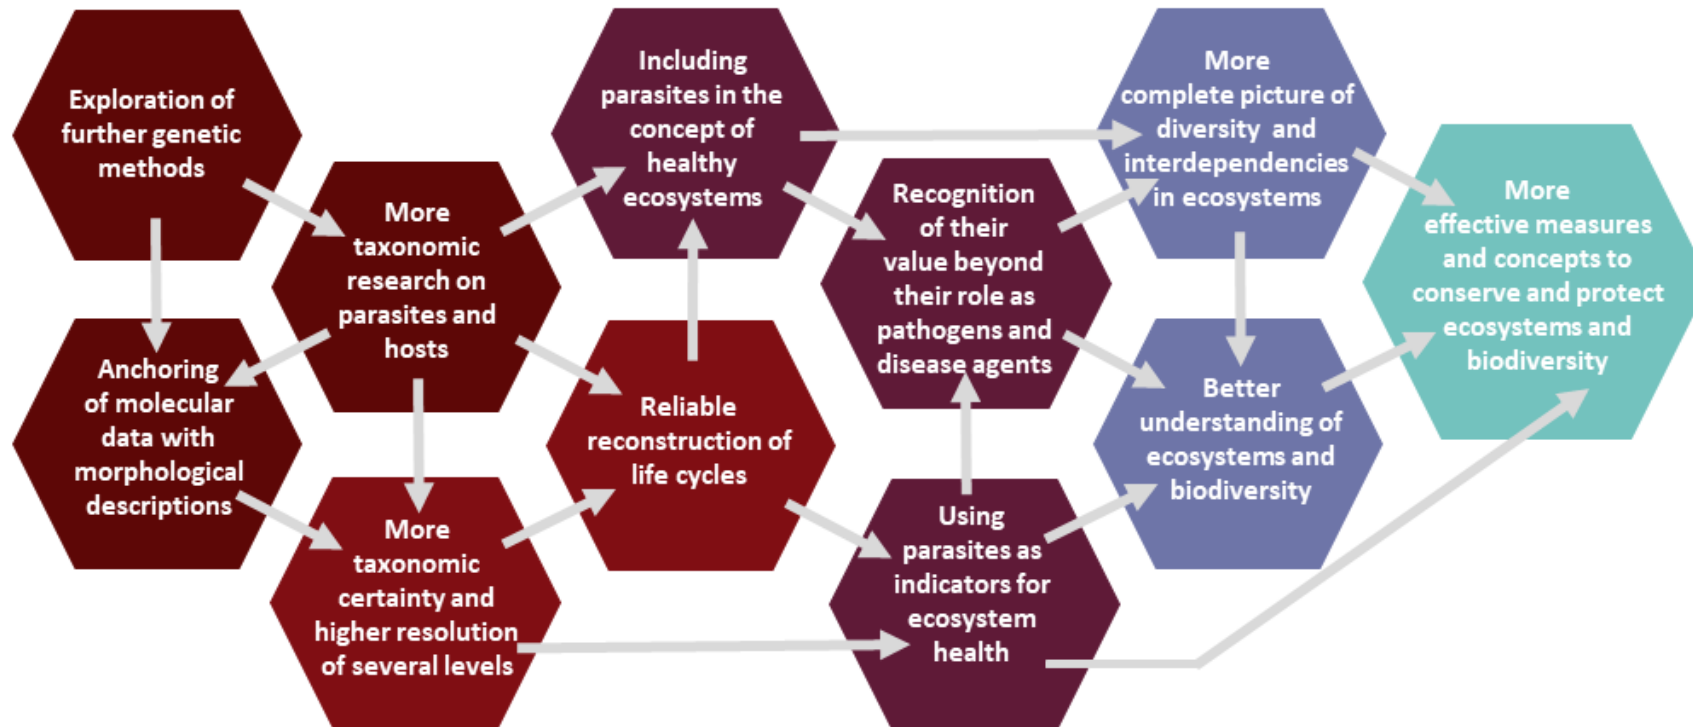 Exploration of
further genetic
methods
More
taxonomic
research on
parasites and
hosts
Anchoring
of molecular
data with
morphological
descriptions
More
taxonomic
certainty and
higher resolution
of several levels
Including
parasites in the
concept of
healthy
ecosystems
Reliable
reconstruction of
life cycles
Recognition
of their
value beyond
their role as
pathogens and
disease agents
Using
parasites as
indicators for
ecosystem
health
More
complete picture of
diversity and
interdependencies
in ecosystems
Better
understanding of
ecosystems and
biodiversity
More
effective measures
and concepts to
conserve and protect
ecosystems and
biodiversity